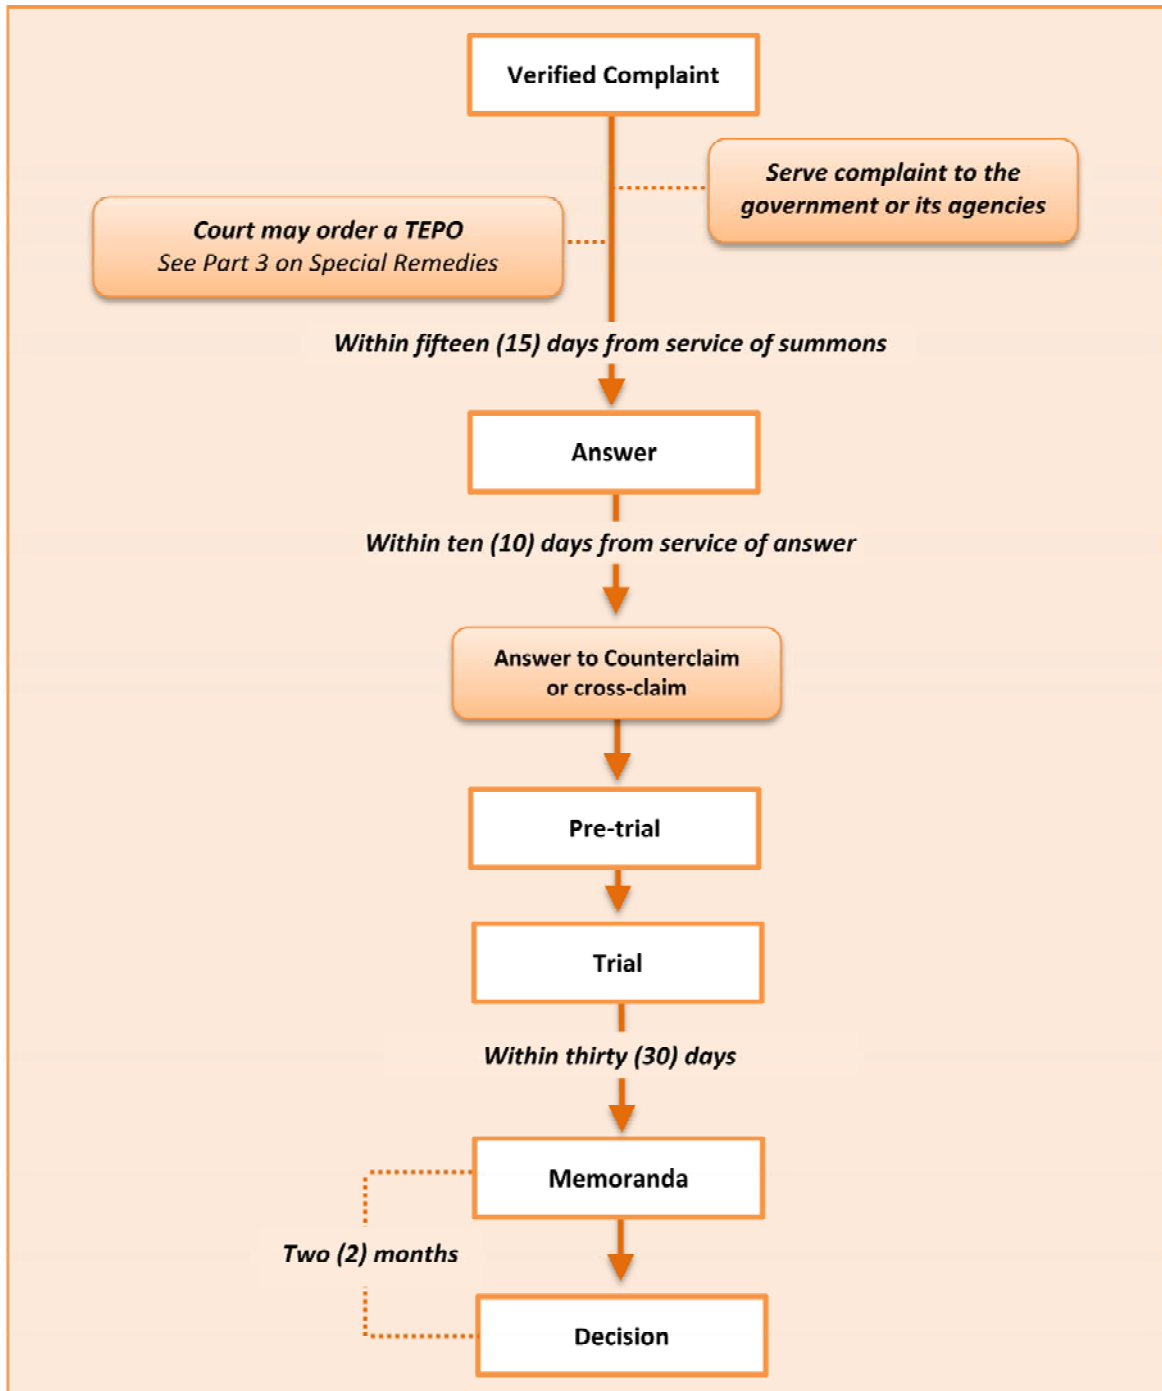 Verified Complaint
Serve complaint to the
government or its agencies
Court may order a TEPO
See Part 3 on Special Remedies
Within fifteen (15) days from service of summons
Answer
Within ten (10) days from service of answer
Answer to Counterclaim
or cross-claim
Pre-trial
Trial
Within thirty (30) days
Memoranda
Two (2) months
Decision